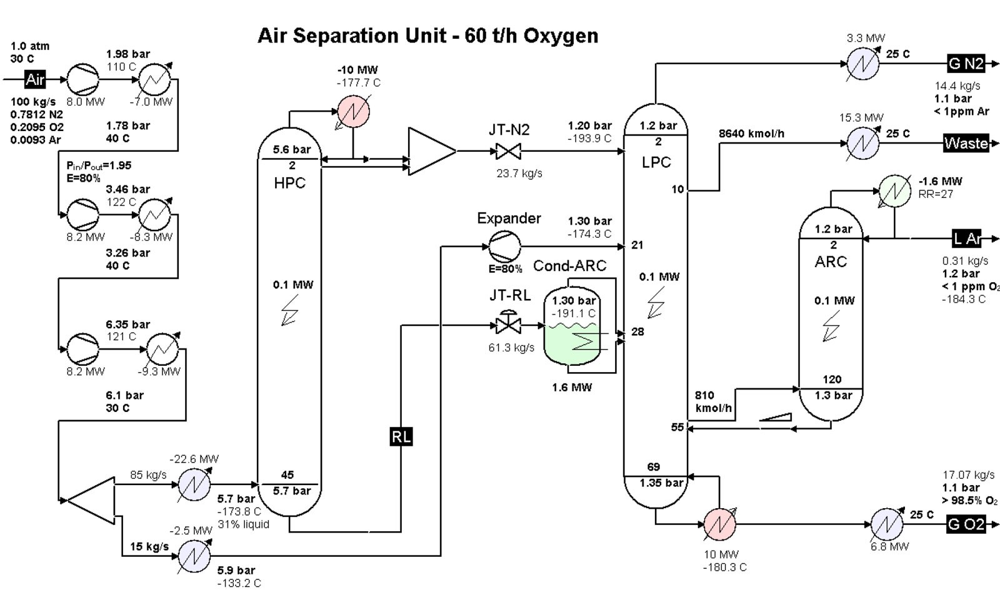 Air Separation Unit - 60 t/h Oxygen
1.0 atm
30 C
Air
100 kg/s
0.7812 N2
0.2095 O2
0.0093 Ar
1.98 bar
110 C
8.0 MW
-7.0 MW
1.78 bar
40 C
Pin/Pout=1.95
E=80%
3.46 bar
122 C
8.2 MW
-8.3 MW
3.26 bar
40 C
6.35 bar
121 C
8.2 MW
-9.3 MW
6.1 bar
30 C
85 kg/s
-22.6 MW
5.7 bar
-173.8 C
31% liquid
15 kg/s
-2.5 MW
5.9 bar
-133.2 C
-10 MW
-177.7 C
5.6 bar
2
HPC
0.1 MW
45
5.7 bar
RL
JT-N2
23.7 kg/s
1.20 bar
-193.9 C
Expander
E=80%
1.30 bar
-174.3 C
Cond-ARC
JT-RL
61.3 kg/s
1.30 bar
-191.1 C
1.6 MW
1.2 bar
2
LPC
10
21
0.1 MW
28
55
69
1.35 bar
8640 kmol/h
810
kmol/h
3.3 MW
25 C
G N2
14.4 kg/s
1.1 bar
< 1ppm Ar
15.3 MW
25 C
Waste
-1.6 MW
RR=27
1.2 bar
2
ARC
0.1 MW
120
1.3 bar
L Ar
0.31 kg/s
1.2 bar
< 1 ppm O2
-184.3 C
10 MW
-180.3 C
6.8 MW
25 C
17.07 kg/s
1.1 bar
> 98.5% O2
G O2